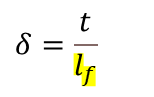 δ = t / l_f